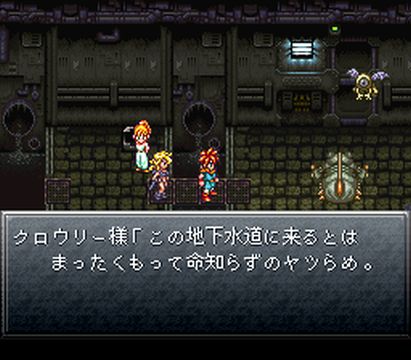 クロウリー様「この地下水道に来るとは
まったくもって命知らずのヤツらめ。